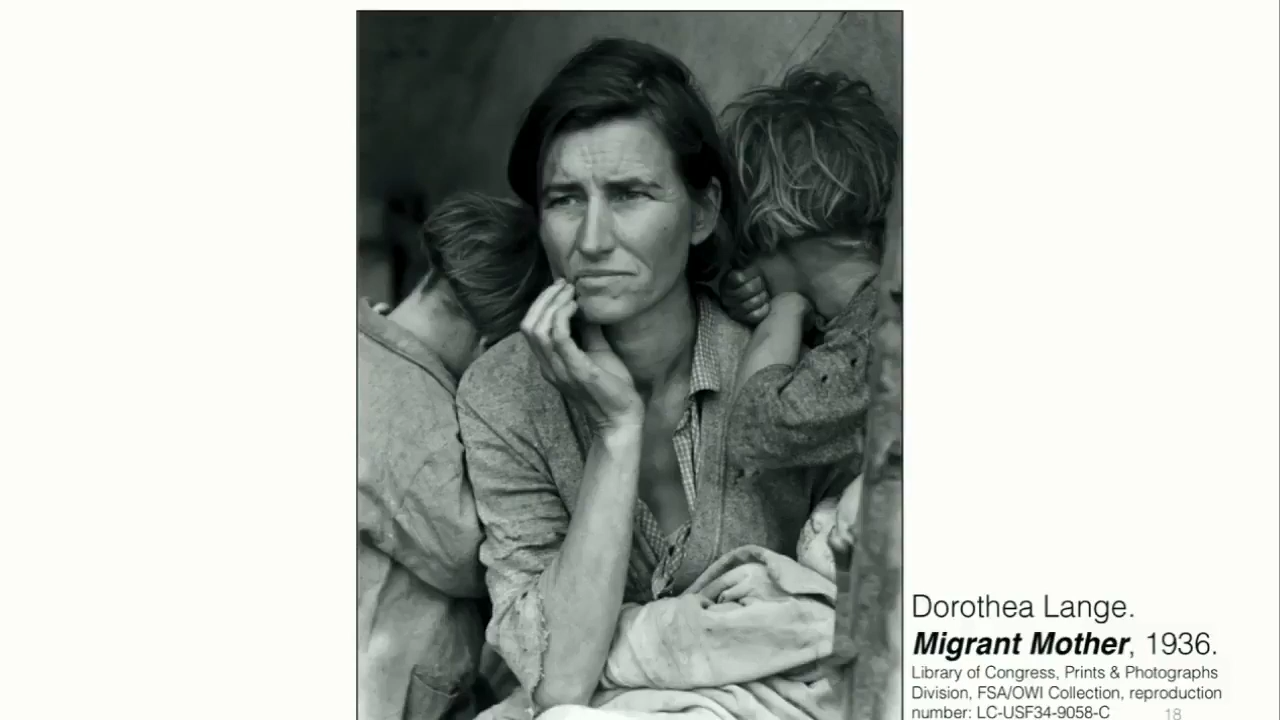 Dorothea Lange.
Migrant Mother, 1936.
Library of Congress, Prints & Photographs
Division, FSA/OWI Collection, reproduction
number: LC-USF34-9058-C
18